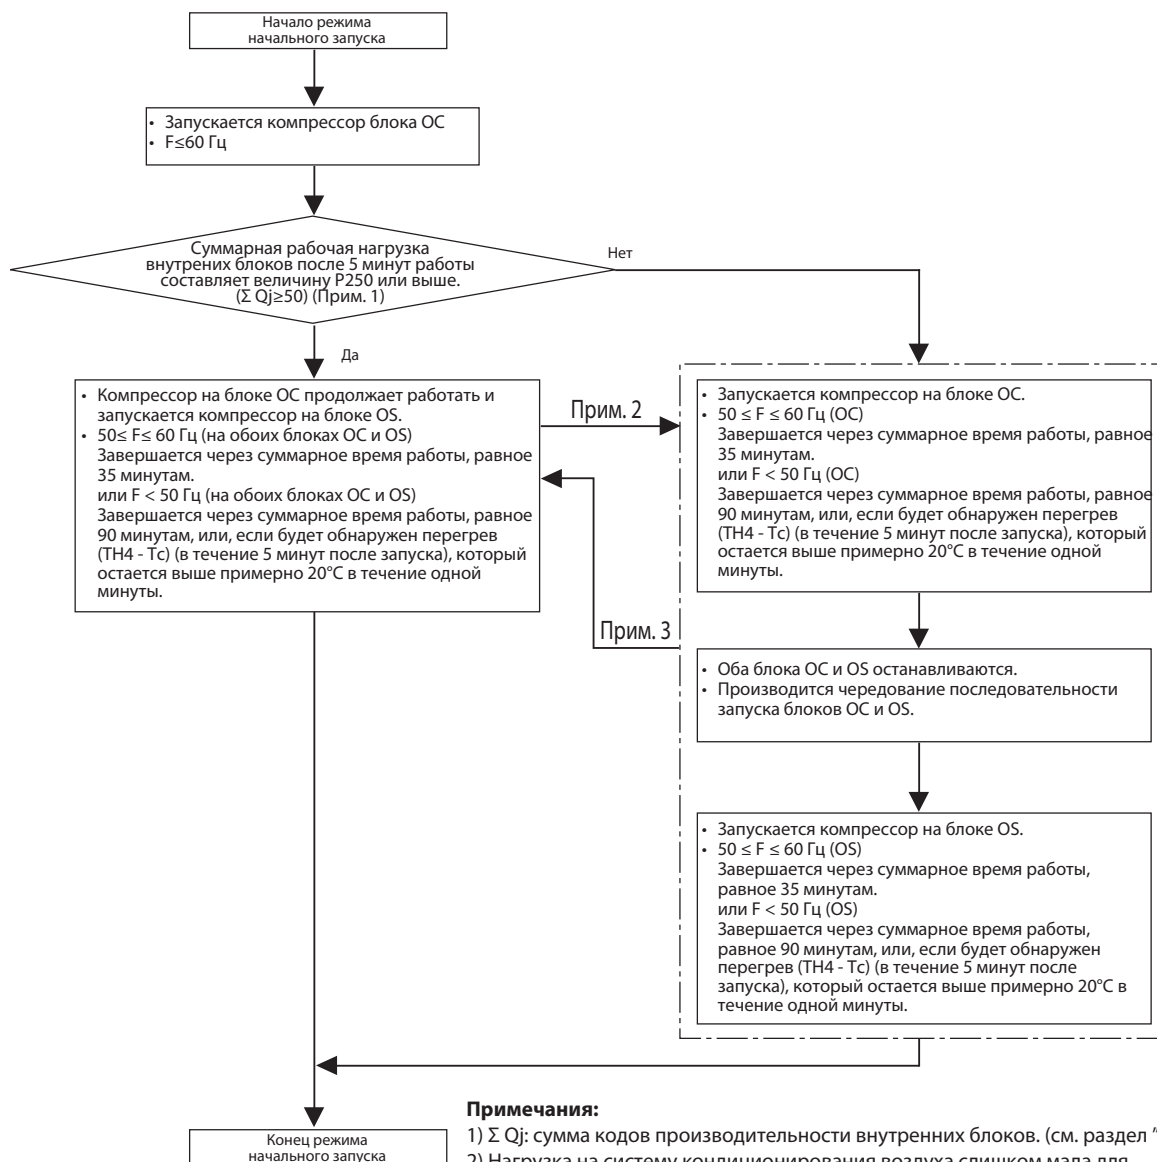 Начало режима
начального запуска
• Запускается компрессор блока OC
• F≤60 Гц
Суммарная рабочая нагрузка
внутрених блоков после 5 минут работы
составляет величину P250 или выше.
(Σ Qj≥50) (Прим. 1)
Нет
Да
• Компрессор на блоке OC продолжает работать и
запускается компрессор на блоке OS.
• 50≤ F≤ 60 Гц (на обоих блоках OC и OS)
Завершается через суммарное время работы, равное
35 минутам.
или F < 50 Гц (на обоих блоках OC и OS)
Завершается через суммарное время работы, равное
90 минутам, или, если будет обнаружен перегрев
(TH4 - Tc) (в течение 5 минут после запуска), который
остается выше примерно 20°C в течение одной
минуты.
Прим. 2
Прим. 3
• Запускается компрессор на блоке OC.
• 50 ≤ F ≤ 60 Гц (OC)
Завершается через суммарное время работы, равное
35 минутам.
или F < 50 Гц (OC)
Завершается через суммарное время работы, равное
90 минутам, или, если будет обнаружен перегрев
(TH4 - Tc) (в течение 5 минут после запуска), который
остается выше примерно 20°C в течение одной
минуты.
• Оба блока OC и OS останавливаются.
• Производится чередование последовательности
запуска блоков OC и OS.
• Запускается компрессор на блоке OS.
• 50 ≤ F ≤ 60 Гц (OS)
Завершается через суммарное время работы,
равное 35 минутам.
или F < 50 Гц (OS)
Завершается через суммарное время работы,
равное 90 минутам, или, если будет обнаружен
перегрев (TH4 - Tc) (в течение 5 минут после
запуска), который остается выше примерно 20°C в
течение одной минуты.
Конец режима
начального запуска
Примечания:
1) Σ Qj: сумма кодов производительности внутренних блоков. (см. раздел "
2) Нагрузка на систему кондиционирования воздуха слишком мала для